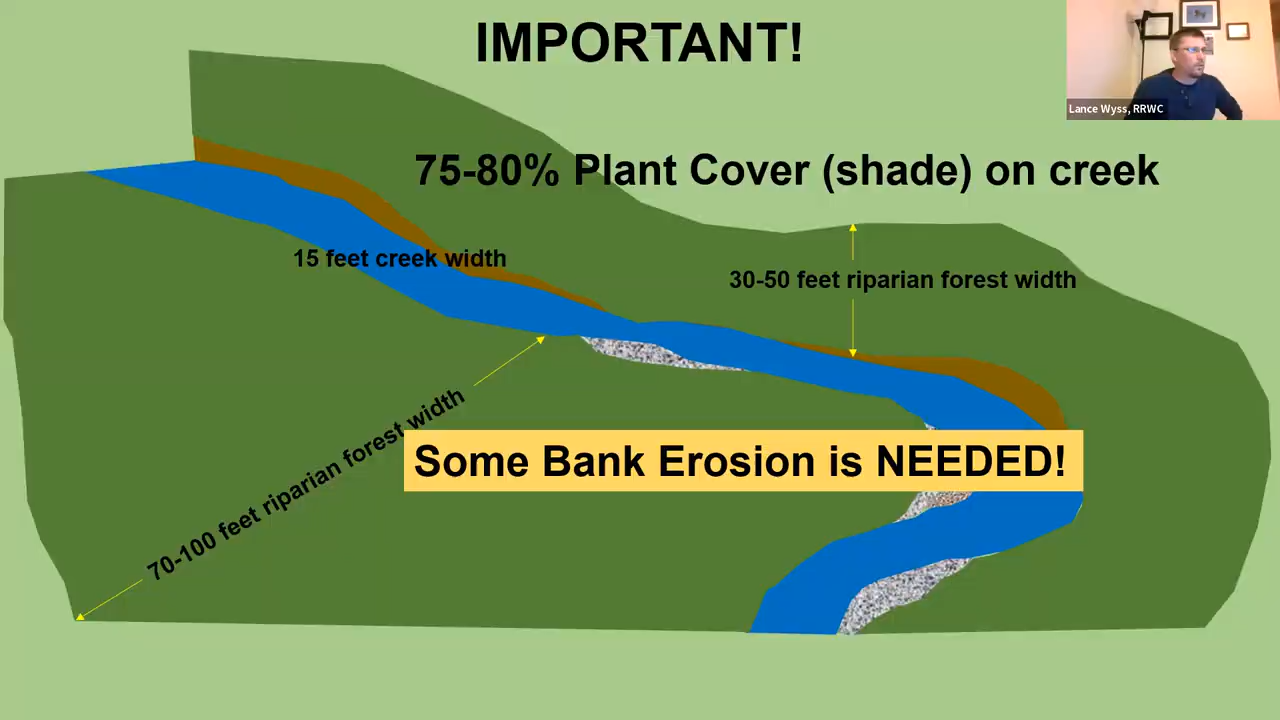 IMPORTANT!
Lance Wyss, RRWC
75-80% Plant Cover (shade) on creek
15 feet creek width
30-50 feet riparian forest width
70-100 feet riparian forest width
Some Bank Erosion is NEEDED!